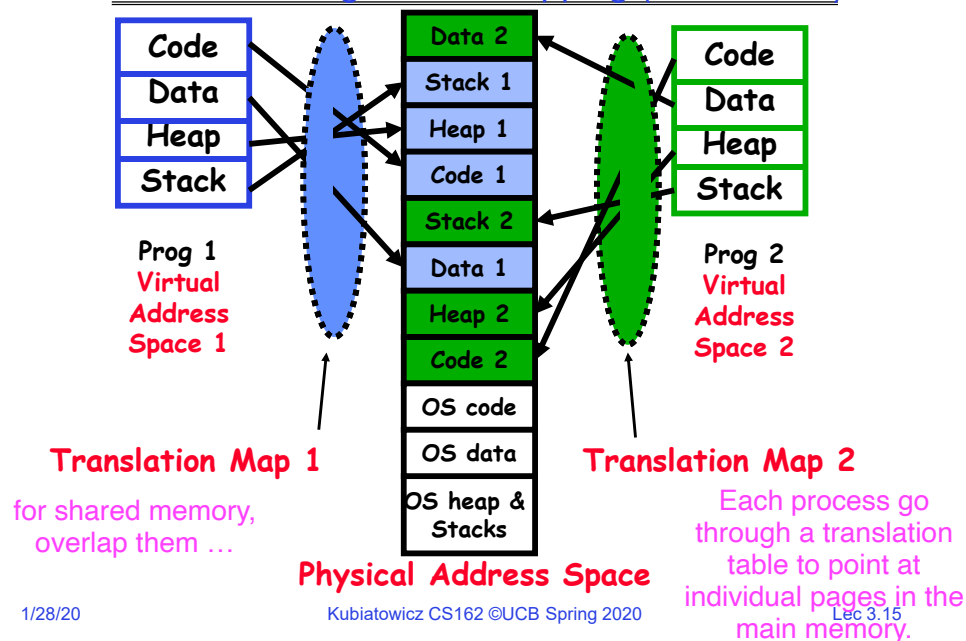 Code
Data
Heap
Stack
Prog 1
Virtual
Address
Space 1
Data 2
Stack 1
Heap 1
Code 1
Stack 2
Data 1
Heap 2
Code 2
OS code
OS data
OS heap &
Stacks
Code
Data
Heap
Stack
Prog 2
Virtual
Address
Space 2
Translation Map 1
Translation Map 2
for shared memory,
overlap them …
Each process go
through a translation
table to point at
individual pages in the
main memory.
Physical Address Space
1/28/20
Kubiatowicz CS162 ©UCB Spring 2020
Lec 3.15